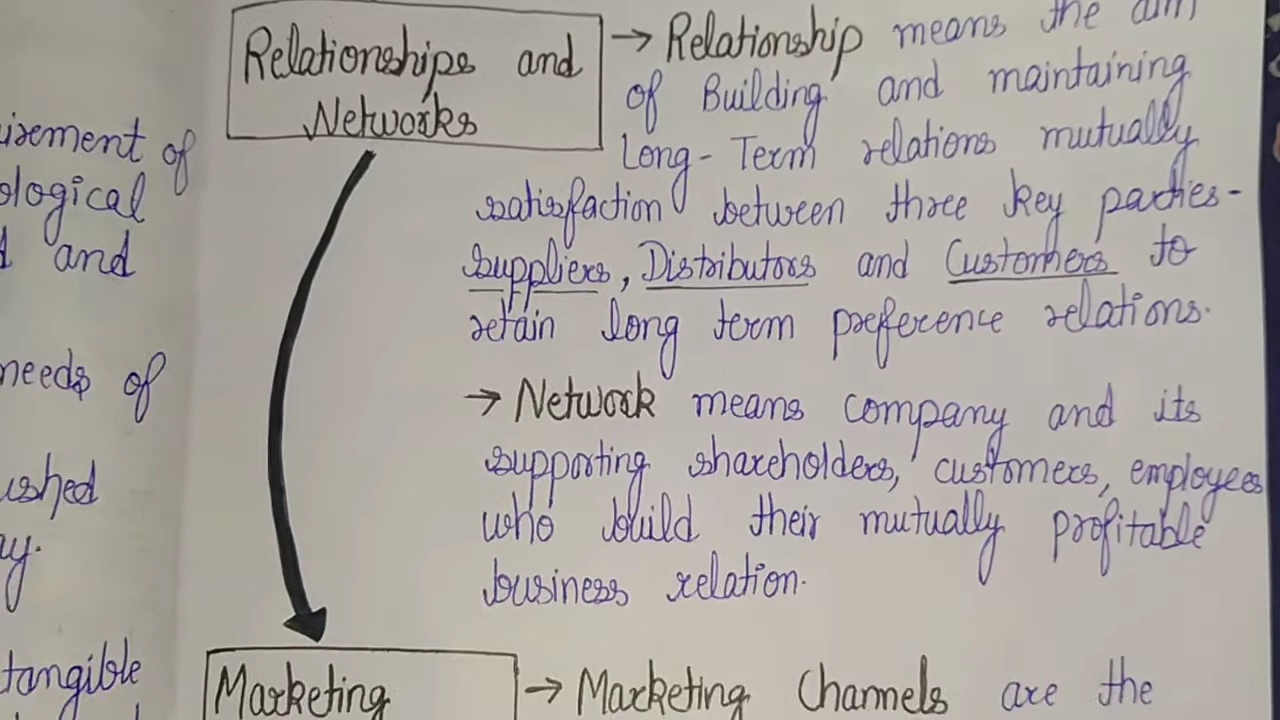 Relationships and
Networks
→ Relationship means the aim
of Building and maintaining
Long-Term relations mutually
satisfaction between three key parties-
suppliers, Distributors and Customers to
retain long term preference relations.
→ Network means company and its
supporting shareholders, customers, employees
who build their mutually profitable
business relation.
Marketing
→ Marketing Channels are the
of
ological
and
needs of
tangible